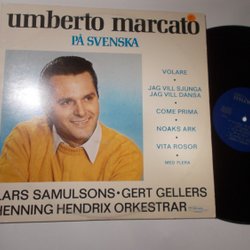 umberto marcato
PÅ SVENSKA
VOLARE
JAG VILL SJUNGA
JAG VILL DANSA
COME PRIMA
NOAKS ARK
VITA ROSOR
MED FLERA
LARS SAMULSONS • GERT GELLERS
HENNING HENDRIX ORKESTRAR